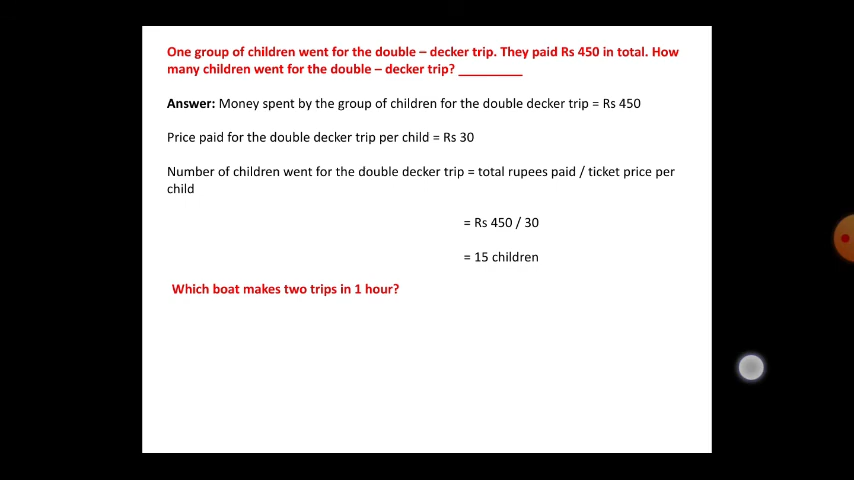 One group of children went for the double – decker trip. They paid Rs 450 in total. How
many children went for the double – decker trip? _________
Answer: Money spent by the group of children for the double decker trip = Rs 450
Price paid for the double decker trip per child = Rs 30
Number of children went for the double decker trip = total rupees paid / ticket price per
child
= Rs 450 / 30
= 15 children
Which boat makes two trips in 1 hour?